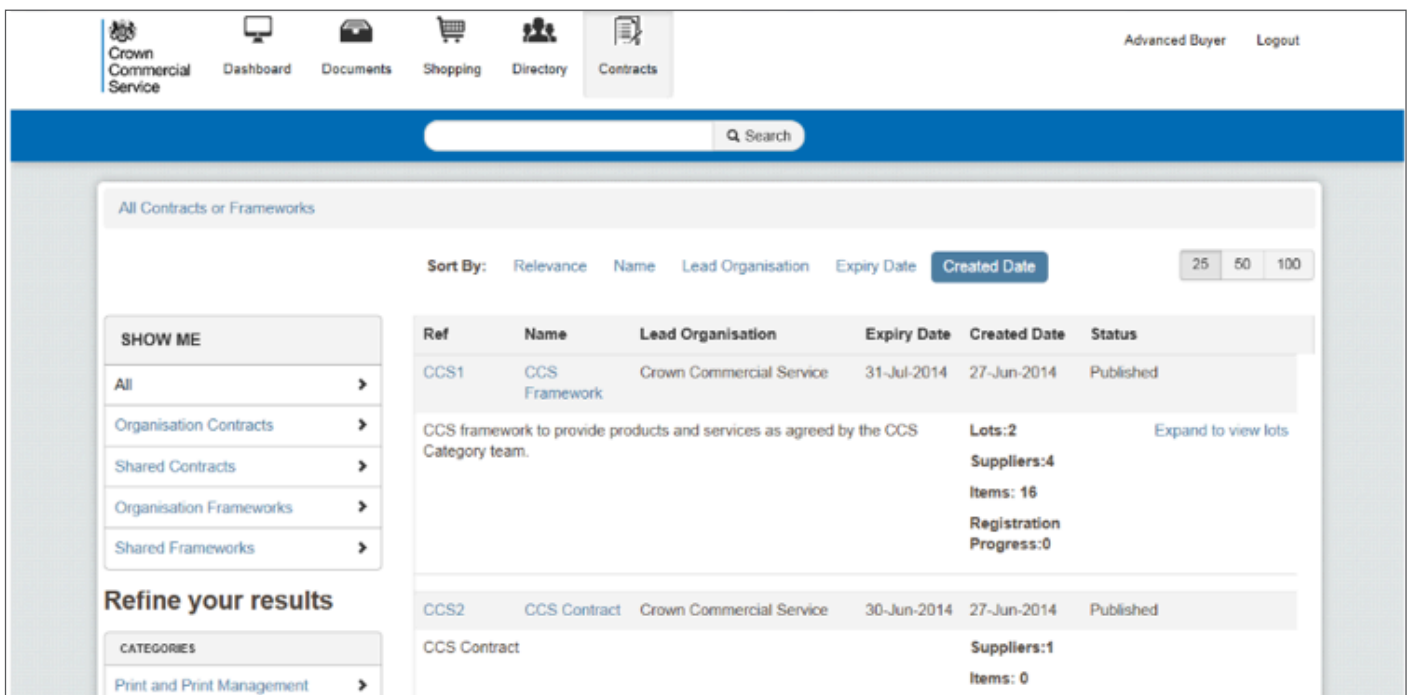 Crown
Commercial
Service
Dashboard
Documents
Shopping
Directory
Contracts
Advanced Buyer
Logout
Search
All Contracts or Frameworks
Sort By: Relevance Name Lead Organisation Expiry Date Created Date
25 50 100
SHOW ME
All
Organisation Contracts
Shared Contracts
Organisation Frameworks
Shared Frameworks
Refine your results
CATEGORIES
Print and Print Management
Ref Name Lead Organisation Expiry Date Created Date Status
CCS1 CCS Crown Commercial Service 31-Jul-2014 27-Jun-2014 Published
Framework
CCS framework to provide products and services as agreed by the CCS
Category team.
Lots:2
Expand to view lots
Suppliers:4
Items: 16
Registration
Progress:0
CCS2 CCS Contract Crown Commercial Service 30-Jun-2014 27-Jun-2014 Published
CCS Contract
Suppliers:1
Items: 0